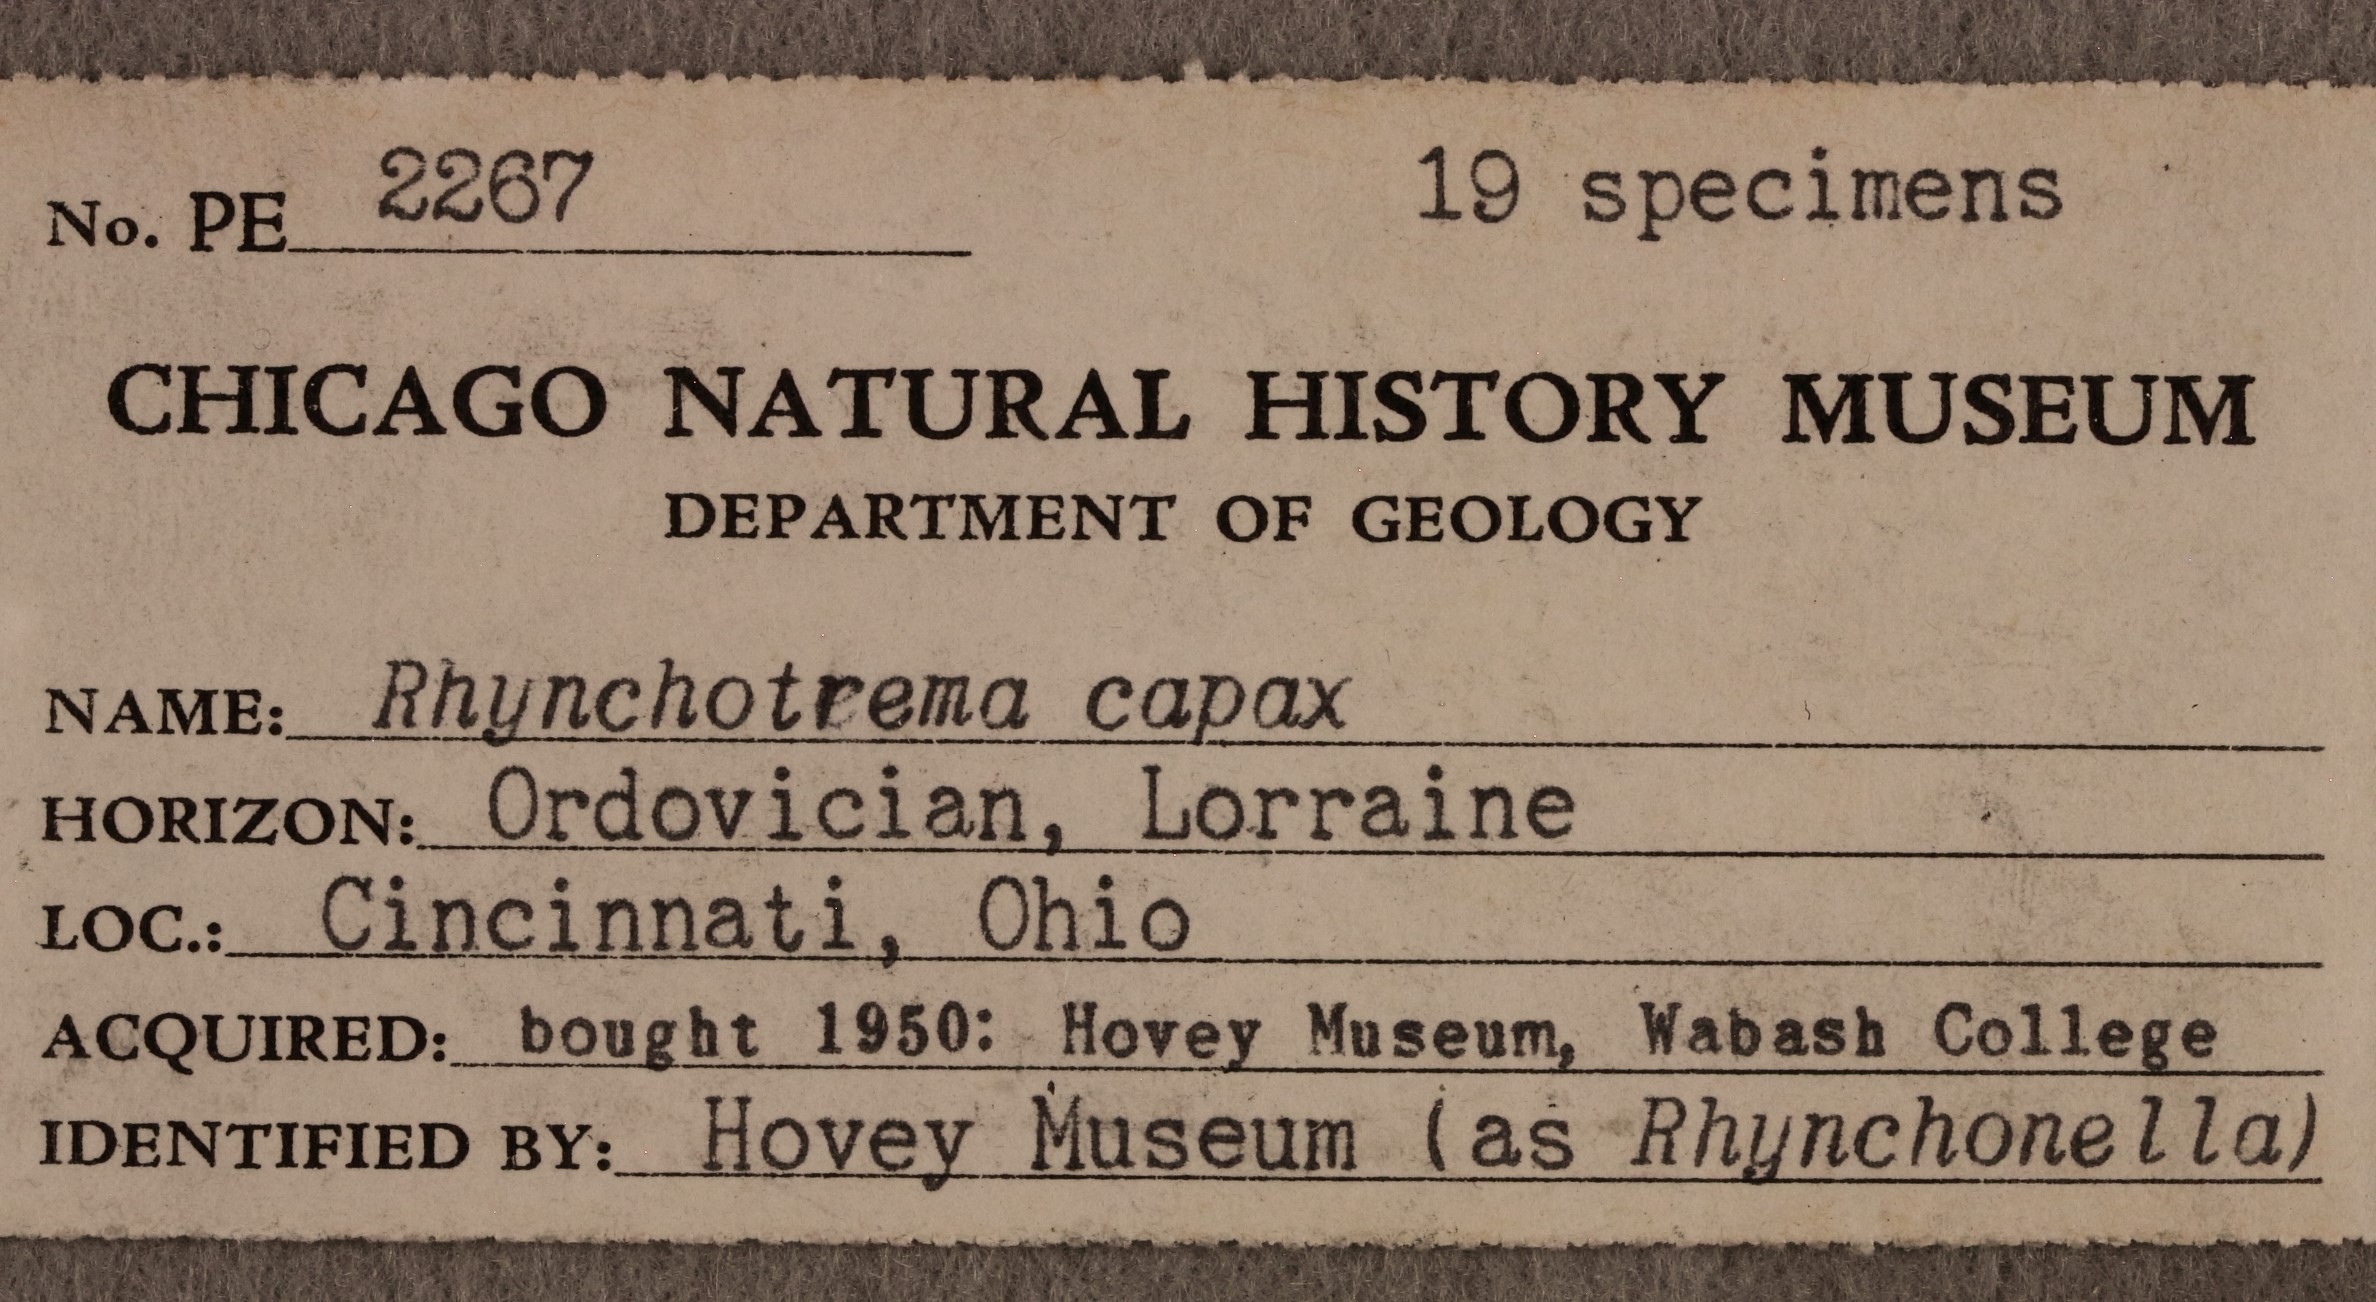 No. PE 2267 19 specimens
CHICAGO NATURAL HISTORY MUSEUM
DEPARTMENT OF GEOLOGY
NAME: Rhynchotrema capax
HORIZON: Ordovician, Lorraine
LOC.: Cincinnati, Ohio
ACQUIRED: bought 1950: Hovey Museum, Wabash College
IDENTIFIED BY: Hovey Museum (as Rhynchonella)